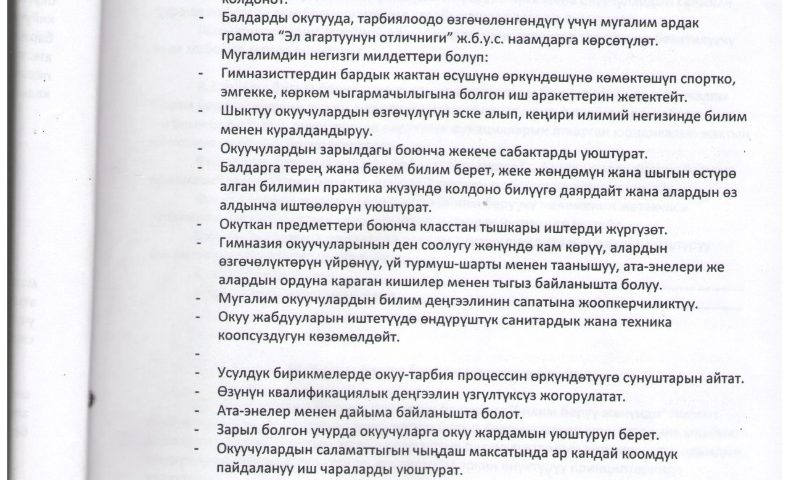 колдонот.
- Балдарды окутууда, тарбиялоодо өзгөчөлөнгөндүгү үчүн мугалим ардак
грамота “Эл агартуунун отличниги” ж.б.у.с. наамдарга көрсөтүлөт.
Мугалимдин негизги милдеттери болуп:
- Гимназисттердин бардык жактан өсүшүнө өркүндөшүнө көмөктөшүп спортко,
эмгекке, көркөм чыгармачылыгына болгон иш аракеттерин жетектейт.
- Шыктуу окуучулардын өзгөчүлүгүн эске алып, кеңири илимий негизинде билим
менен куралдандыруу.
- Окуучулардын зарылдагы боюнча жекече сабактарды уюштурат.
- Балдарга терең жана бекем билим берет, жеке жөндөмүн жана шыгын өстүрө
алган билимин практика жүзүндө колдоно билүүгө даярдайт жана алардын өз
алдынча иштөөлөрүн уюштурат.
- Окуткан предметтери боюнча класстан тышкары иштерди жүргүзөт.
- Гимназия окуучуларынын ден соолугу жөнүндө кам көрүү, алардын
өзгөчөлүктөрүн үйрөнүү, үй турмуш-шарты менен таанышуу, ата-энелери же
алардын ордуна караган кишилер менен тыгыз байланышта болуу.
- Мугалим окуучулардын билим деңгээлинин сапатына жоопкерчиликтүү.
- Окуу жабдууларын иштетүүдө өндүрүштүк санитардык жана техника
коопсуздугун көзөмөлдөйт.
-
- Усулдук бирикмелерде окуу-тарбия процессин өркүндөтүүгө сунуштарын айтат.
- Өзүнүн квалификациялык деңгээлин үзгүлтүксүз жогорулатат.
- Ата-энелер менен дайыма байланышта болот.
- Зарыл болгон учурда окуучуларга окуу жардамын уюштуруп берет.
- Окуучулардын саламаттыгын чыңдаш максатында ар кандай коомдук
пайдалануу иш чараларды уюштурат.